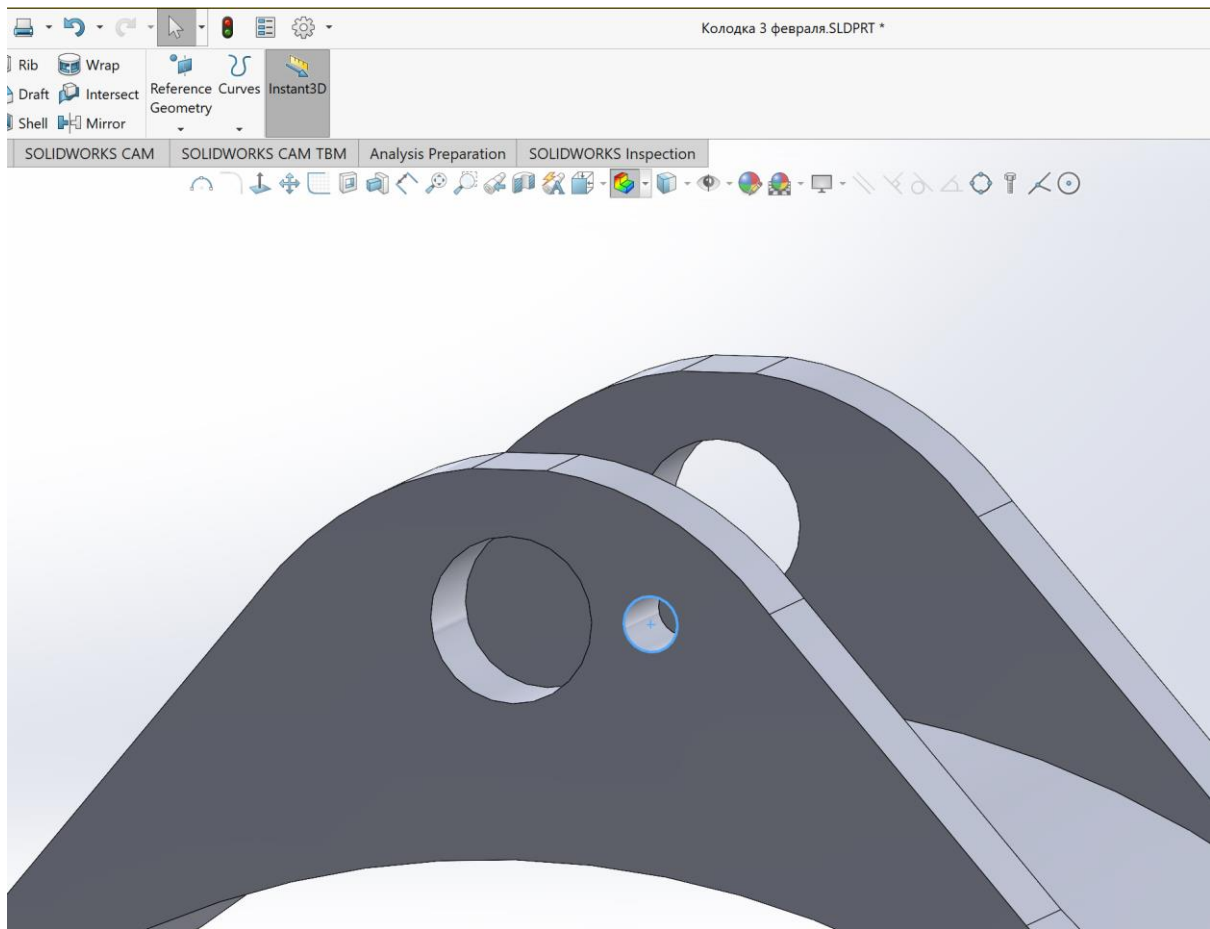 Колодка 3 февраля.SLDPRT *
Rib
Wrap
Draft
Intersect
Shell
Mirror
Reference
Geometry
Curves
Instant3D
SOLIDWORKS CAM
SOLIDWORKS CAM TBM
Analysis Preparation
SOLIDWORKS Inspection